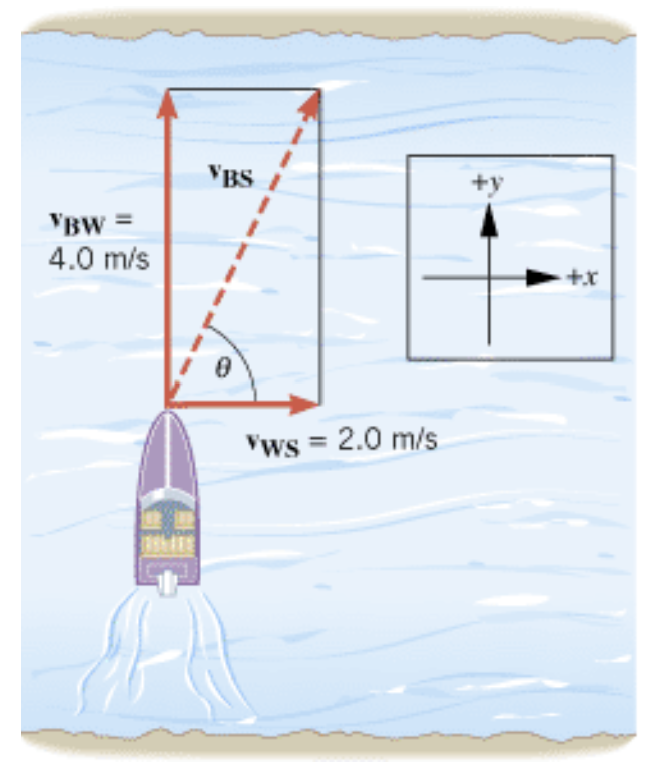 +y
vBS
vBW =
4.0 m/s
+x
θ
vWS = 2.0 m/s